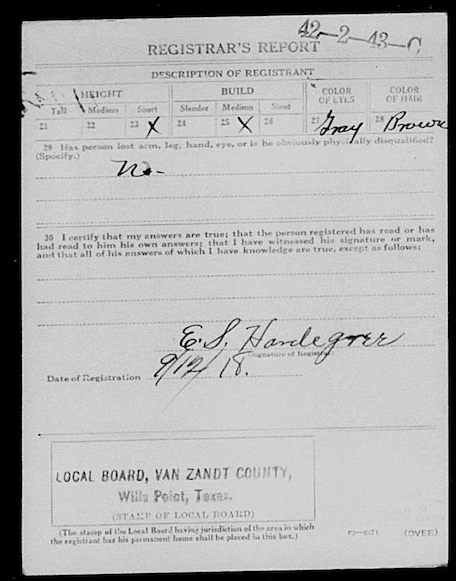 42-2-43-C
REGISTRAR'S REPORT
DESCRIPTION OF REGISTRANT
HEIGHT BUILD COLOR OF EYES COLOR OF HAIR
Tall Medium Short Slender Medium Stout
21 22 23 X 24 25 X 26 27 Gray 28 Brown
29 Has person lost arm, leg, hand, eye, or is he obviously physically disqualified?
(Specify.)
No-
30 I certify that my answers are true; that the person registered has read or has
had read to him his own answers; that I have witnessed his signature or mark,
and that all of his answers of which I have knowledge are true, except as follows:
E. S. Hardegree
(Signature of Registrar)
Date of Registration 9/12/18.
LOCAL BOARD, VAN ZANDT COUNTY,
Wills Point, Texas.
(STAMP OF LOCAL BOARD)
(The stamp of the Local Board having jurisdiction of the area in which
the registrant has his permanent home shall be placed in this box.)
(OVER)